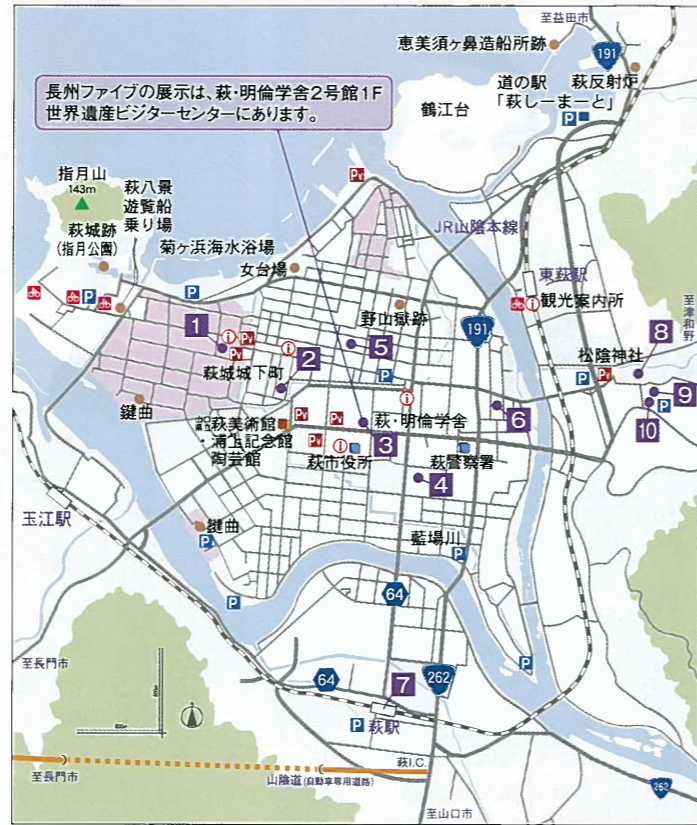 至益田市
恵美須ヶ鼻造船所跡
191
道の駅
「萩しーまーと」
萩反射炉
P
長州ファイブの展示は、萩・明倫学舎2号館1F
世界遺産ビジターセンターにあります。
鶴江台
指月山
143m
萩八景
遊覧船
乗り場
萩城跡
(指月公園)
菊ヶ浜海水浴場
女台場
JR山陰本線
東萩駅
観光案内所
至津和野
野山獄跡
191
松陰神社
8
1
2
5
萩城城下町
9
10
P
鍵曲
萩美術館
・浦上記念館
陶芸館
萩・明倫学舎
6
3
萩市役所
萩警察署
4
玉江駅
鍵曲
藍場川
P
64
至長門市
64
262
7
萩駅
P
萩I.C.
至長門市
山陰道(自動車専用道路)
262
至山口市